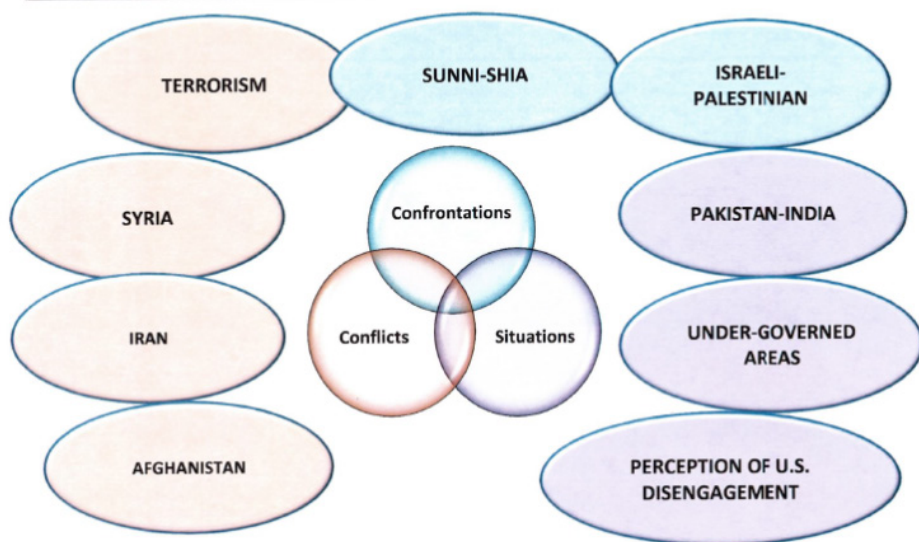 TERRORISM
SUNNI-SHIA
ISRAELI-
PALESTINIAN
SYRIA
Confrontations
PAKISTAN-INDIA
IRAN
Conflicts
Situations
UNDER-GOVERNED
AREAS
AFGHANISTAN
PERCEPTION OF U.S.
DISENGAGEMENT